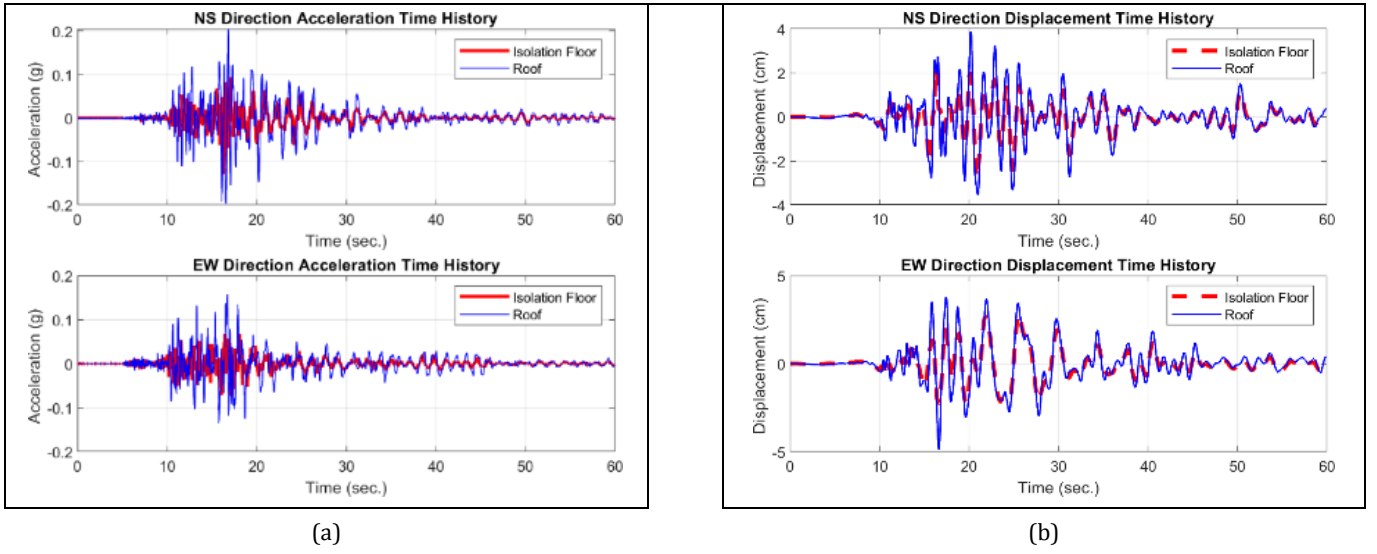 NS Direction Acceleration Time History
0.2
0.1
0
-0.1
-0.2
Acceleration (g)
Isolation Floor
Roof
0 10 20 30 40 50 60
Time (sec.)
EW Direction Acceleration Time History
0.2
0.1
0
-0.1
-0.2
Acceleration (g)
Isolation Floor
Roof
0 10 20 30 40 50 60
Time (sec.)
(a)
NS Direction Displacement Time History
4
2
0
-2
-4
Displacement (cm)
Isolation Floor
Roof
0 10 20 30 40 50 60
Time (sec.)
EW Direction Displacement Time History
5
0
-5
Displacement (cm)
Isolation Floor
Roof
0 10 20 30 40 50 60
Time (sec.)
(b)